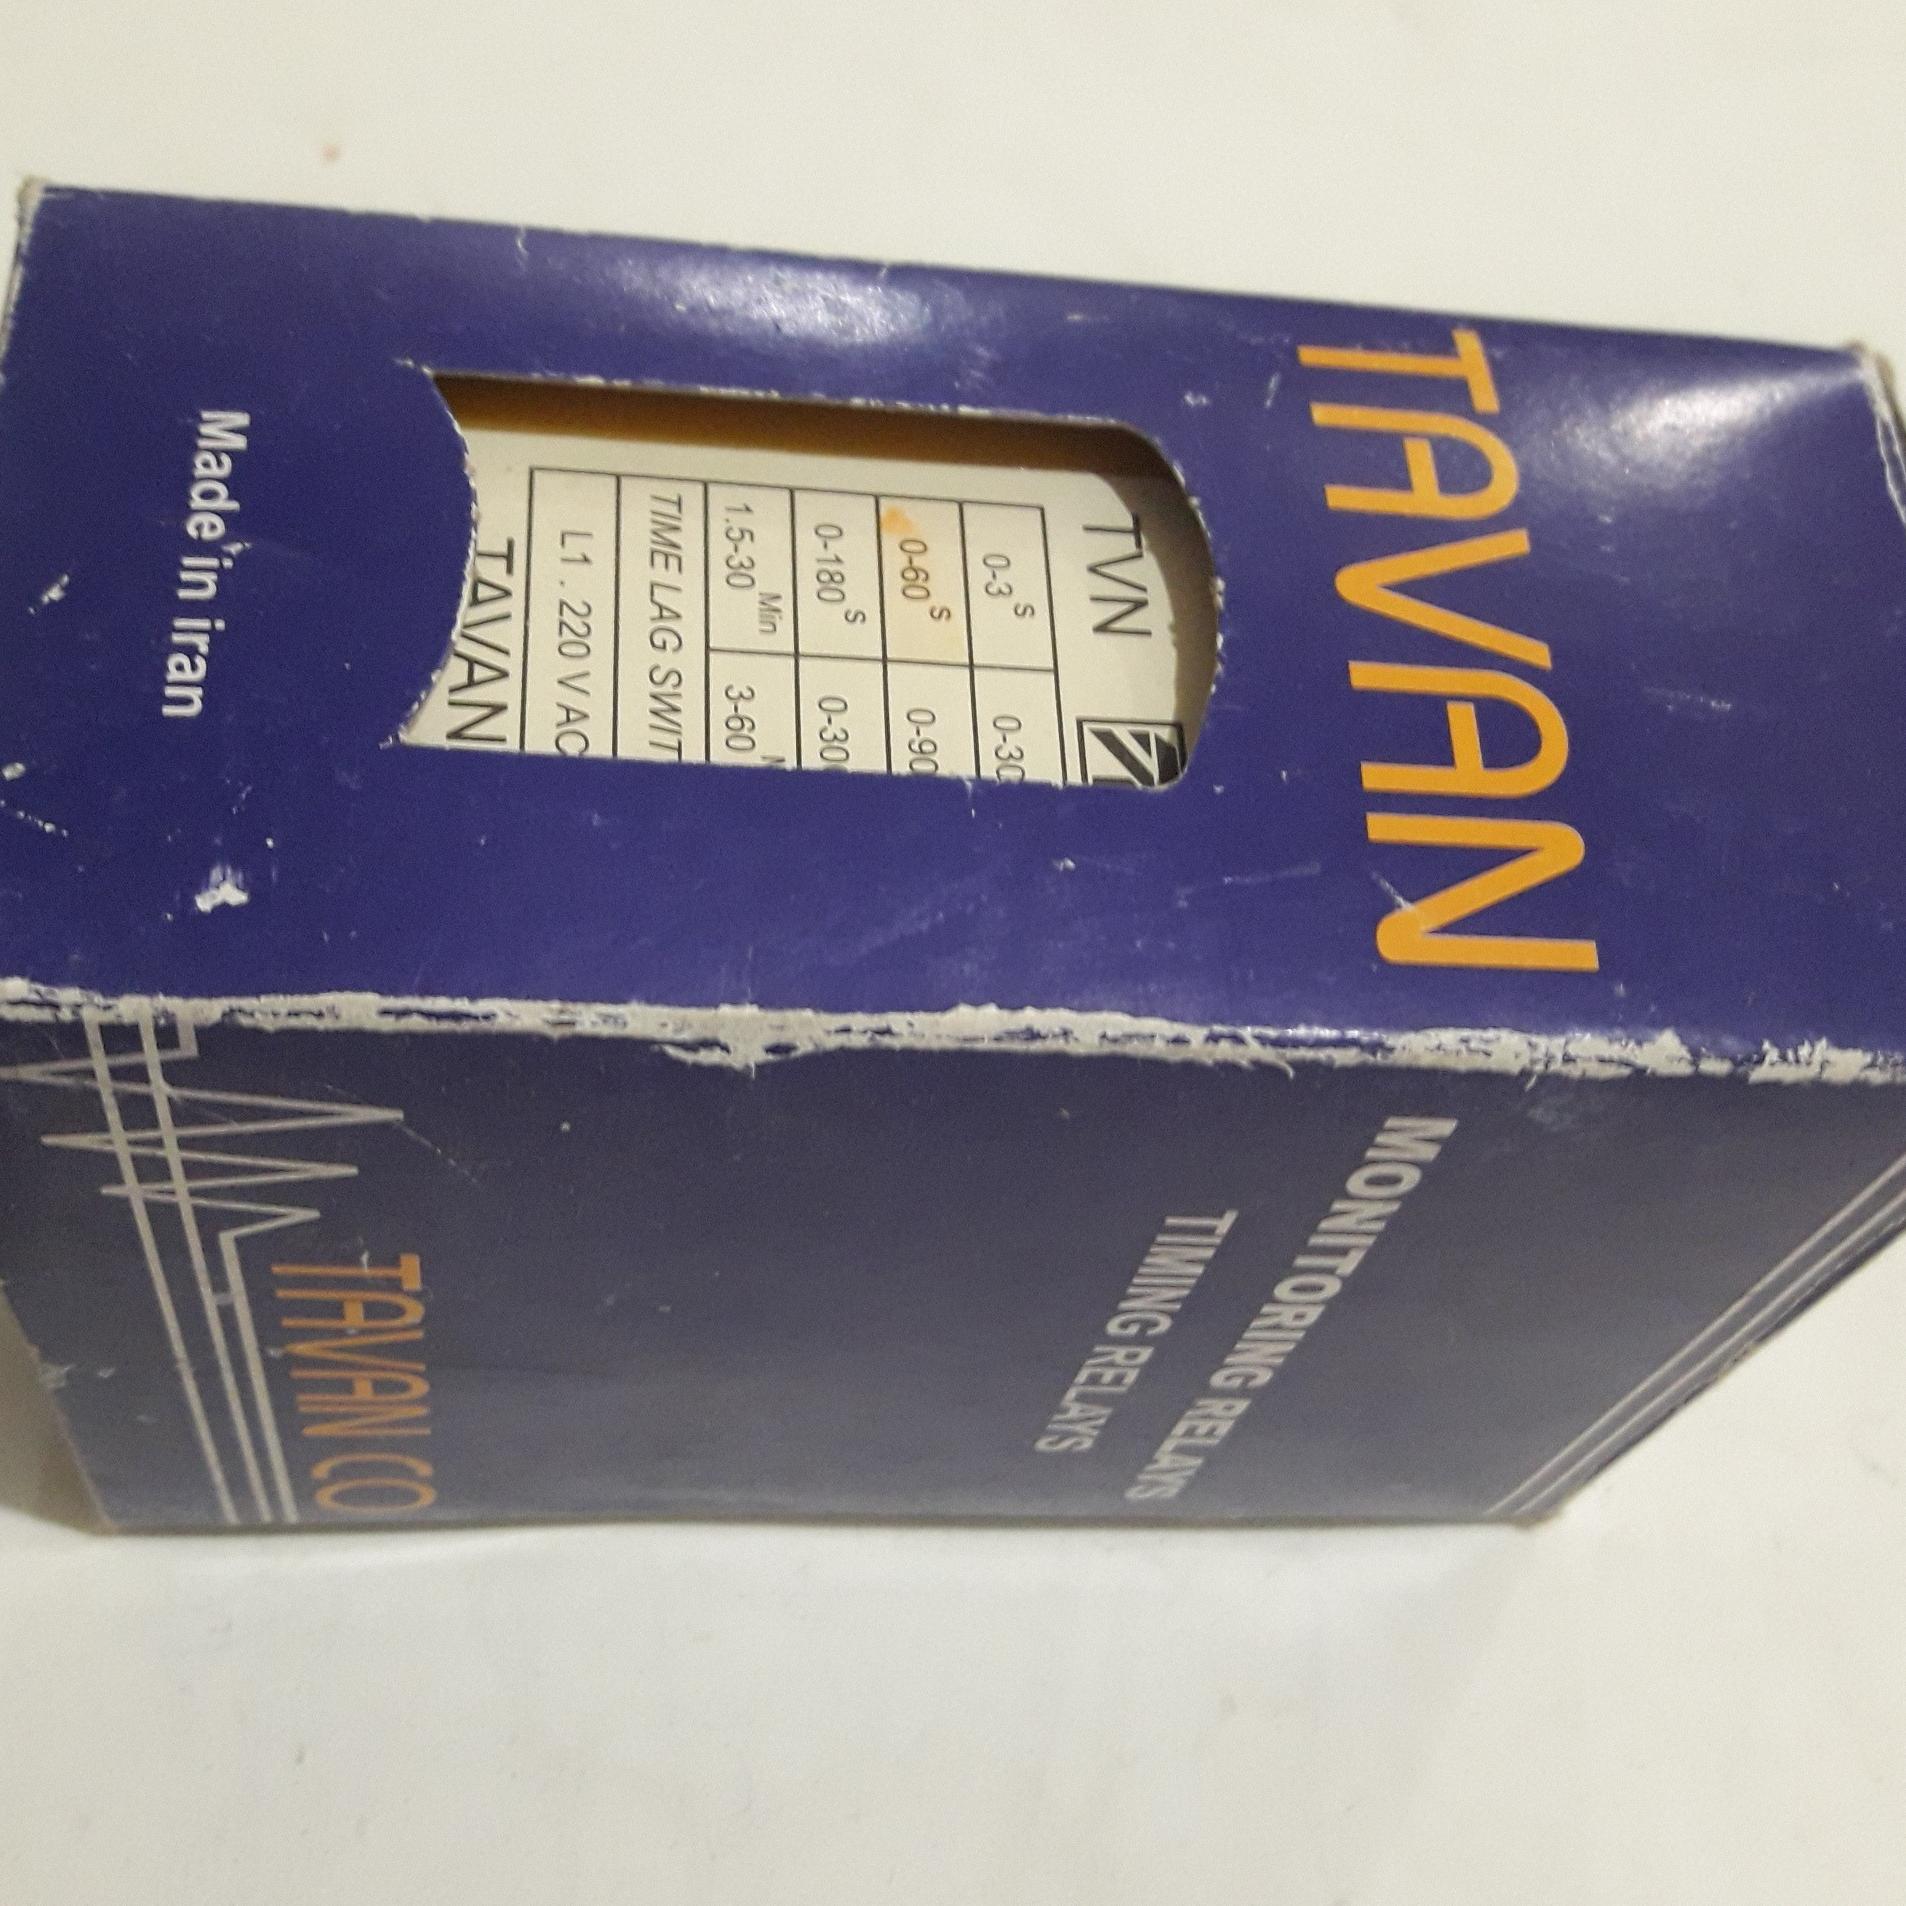 TAVAN
TVN
0-3 S 0-30
0-60 S 0-90
0-180 S 0-30
1.5-30 Min 3-60
TIME LAG SWIT
L1 . 220 V AC
TAVAN
Made in iran
MONITORING RELAYS
TIMING RELAYS
TAVAN CO